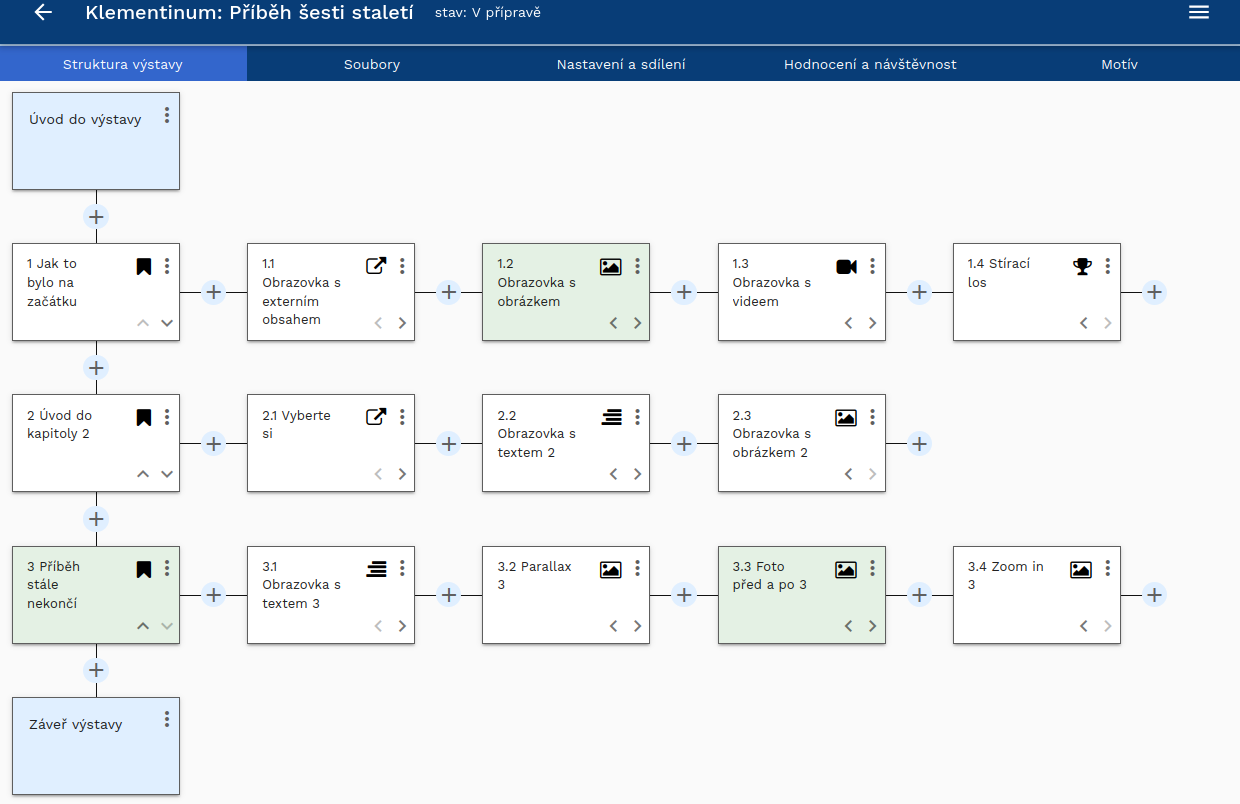 Klementinum: Příběh šesti staletí stav: V přípravě
Struktura výstavy Soubory Nastavení a sdílení Hodnocení a návštěvnost Motív
Úvod do výstavy
1 Jak to
bylo na
začátku
1.1
Obrazovka s
externím
obsahem
1.2
Obrazovka s
obrázkem
1.3
Obrazovka s
videem
1.4 Stírací
los
2 Úvod do
kapitoly 2
2.1 Vyberte
si
2.2
Obrazovka s
textem 2
2.3
Obrazovka s
obrázkem 2
3 Příběh
stále
nekončí
3.1
Obrazovka s
textem 3
3.2 Parallax
3
3.3 Foto
před a po 3
3.4 Zoom in
3
Závěř výstavy